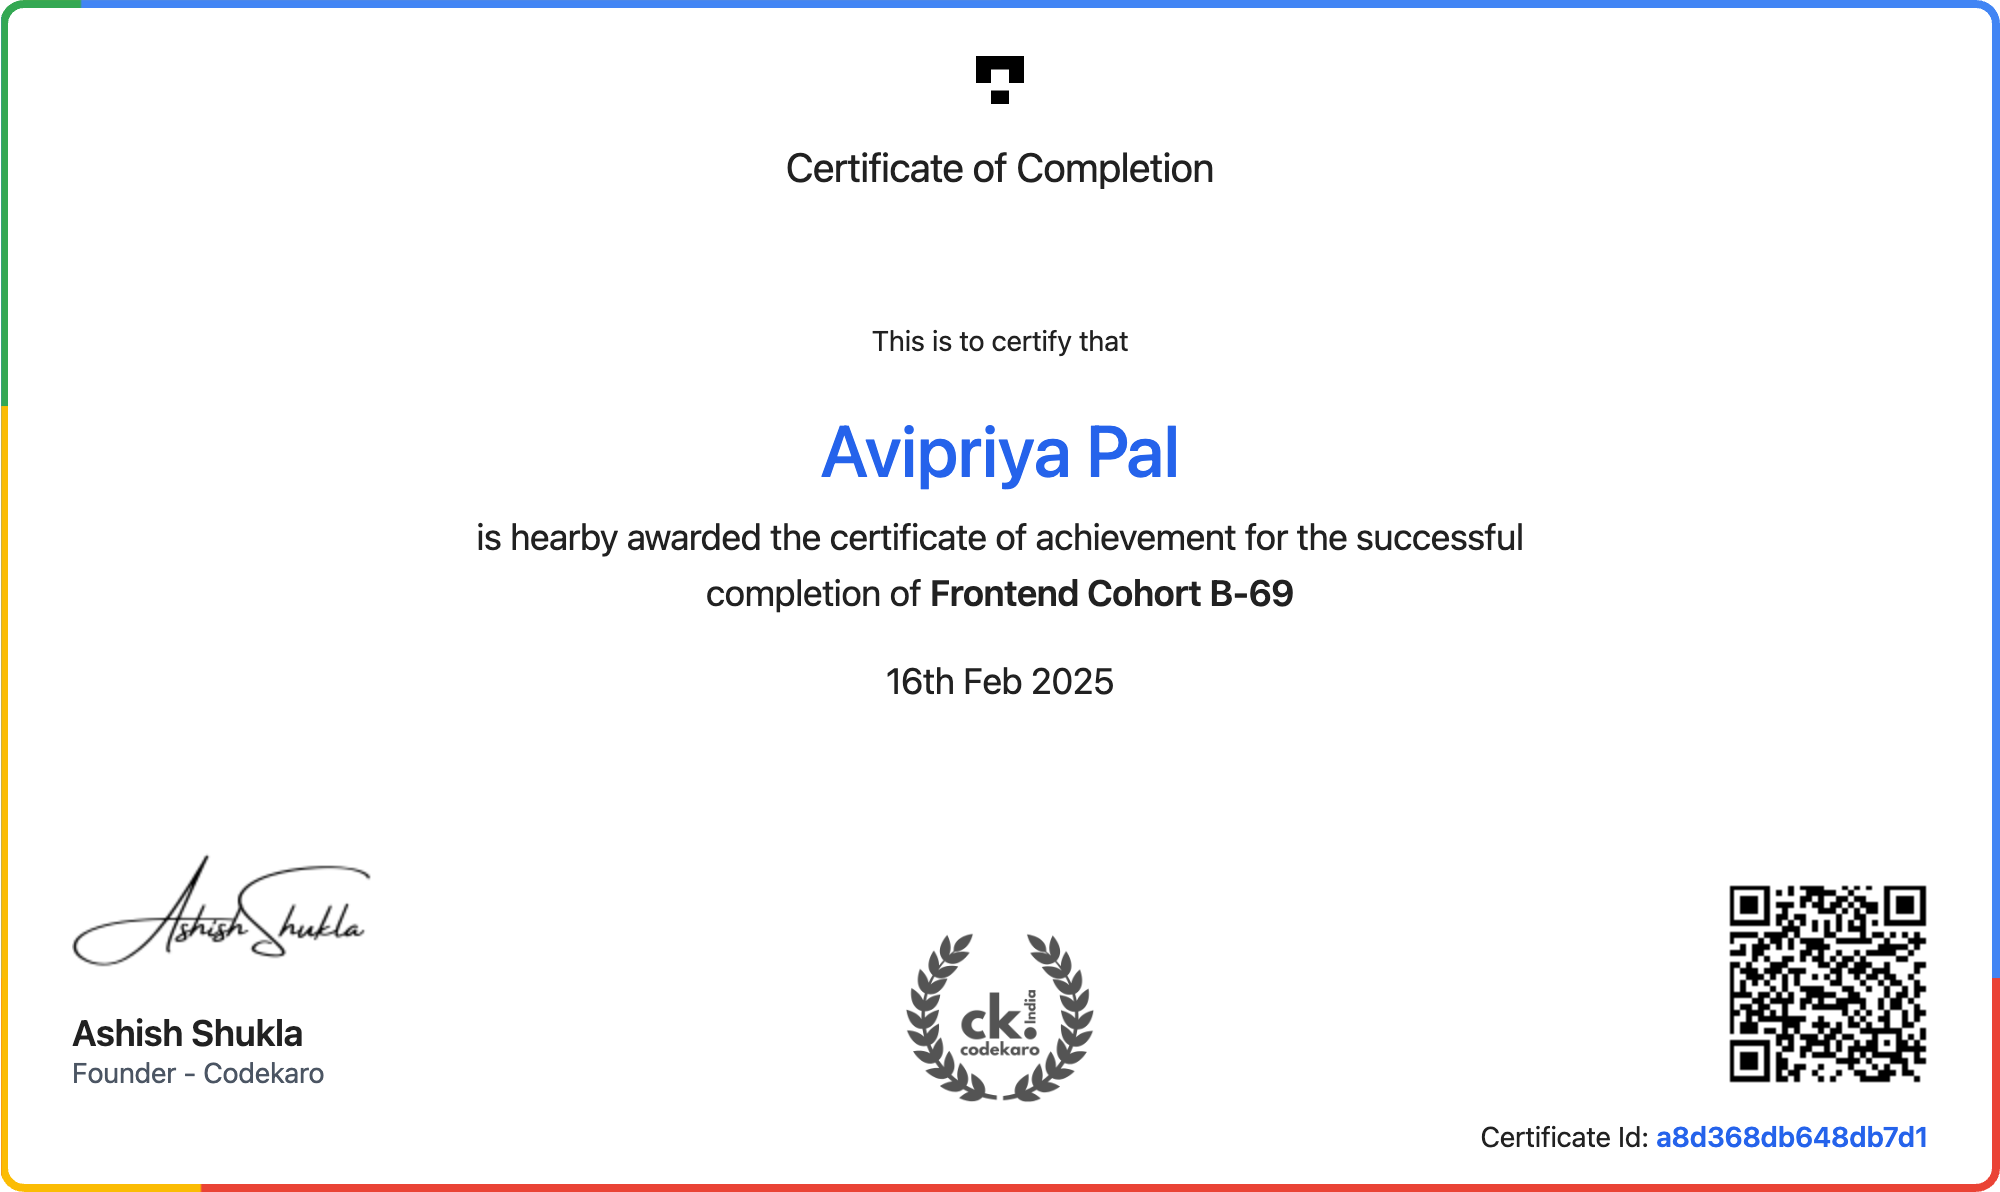 Certificate of Completion
This is to certify that
Avipriya Pal
is hearby awarded the certificate of achievement for the successful
completion of Frontend Cohort B-69
16th Feb 2025
Ashish Shukla
Ashish Shukla
Founder - Codekaro
ck. India
codekaro
Certificate Id: a8d368db648db7d1